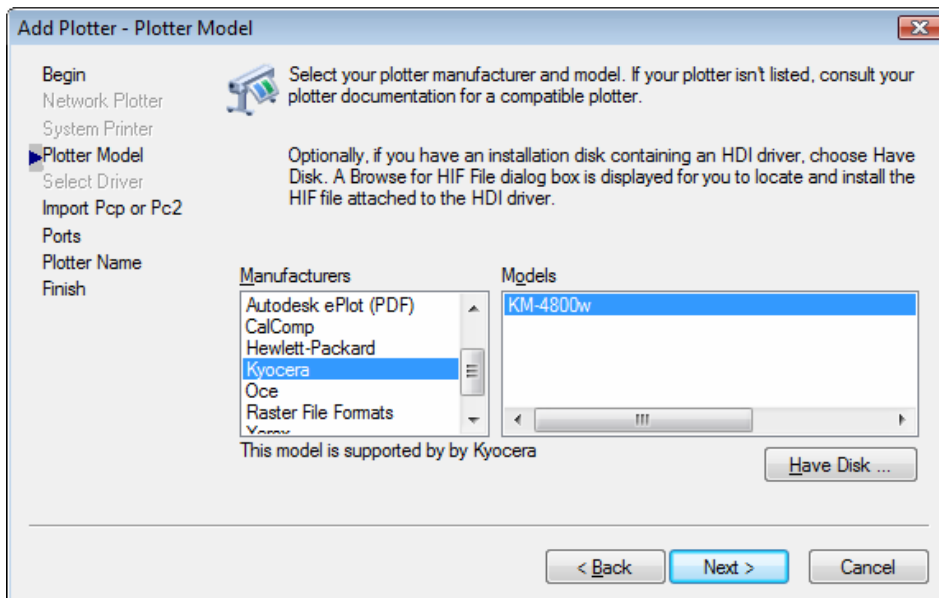 Add Plotter - Plotter Model
Begin
Network Plotter
System Printer
Plotter Model
Select Driver
Import Pcp or Pc2
Ports
Plotter Name
Finish
Select your plotter manufacturer and model. If your plotter isn't listed, consult your
plotter documentation for a compatible plotter.
Optionally, if you have an installation disk containing an HDI driver, choose Have
Disk. A Browse for HIF File dialog box is displayed for you to locate and install the
HIF file attached to the HDI driver.
Manufacturers
Autodesk ePlot (PDF)
CalComp
Hewlett-Packard
Kyocera
Oce
Raster File Formats
Xerox
Models
KM-4800w
This model is supported by by Kyocera
Have Disk ...
< Back
Next >
Cancel